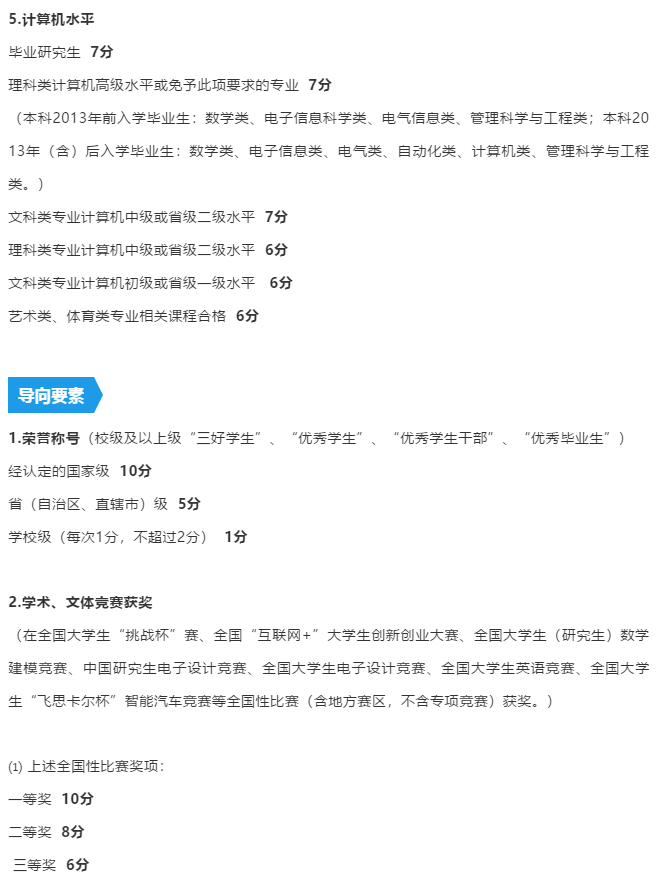 5.计算机水平
毕业研究生 7分
理科类计算机高级水平或免予此项要求的专业 7分
（本科2013年前入学毕业生：数学类、电子信息科学类、电气信息类、管理科学与工程类；本科20
13年（含）后入学毕业生：数学类、电子信息类、电气类、自动化类、计算机类、管理科学与工程
类。）
文科类专业计算机中级或省级二级水平 7分
理科类专业计算机中级或省级二级水平 6分
文科类专业计算机初级或省级一级水平 6分
艺术类、体育类专业相关课程合格 6分
导向要素
1.荣誉称号（校级及以上级“三好学生”、“优秀学生”、“优秀学生干部”、“优秀毕业生”）
经认定的国家级 10分
省（自治区、直辖市）级 5分
学校级（每次1分，不超过2分） 1分
2.学术、文体竞赛获奖
（在全国大学生“挑战杯”赛、全国“互联网+”大学生创新创业大赛、全国大学生（研究生）数学
建模竞赛、中国研究生电子设计竞赛、全国大学生电子设计竞赛、全国大学生英语竞赛、全国大学
生“飞思卡尔杯”智能汽车竞赛等全国性比赛（含地方赛区，不含专项竞赛）获奖。）
⑴ 上述全国性比赛奖项：
一等奖 10分
二等奖 8分
三等奖 6分